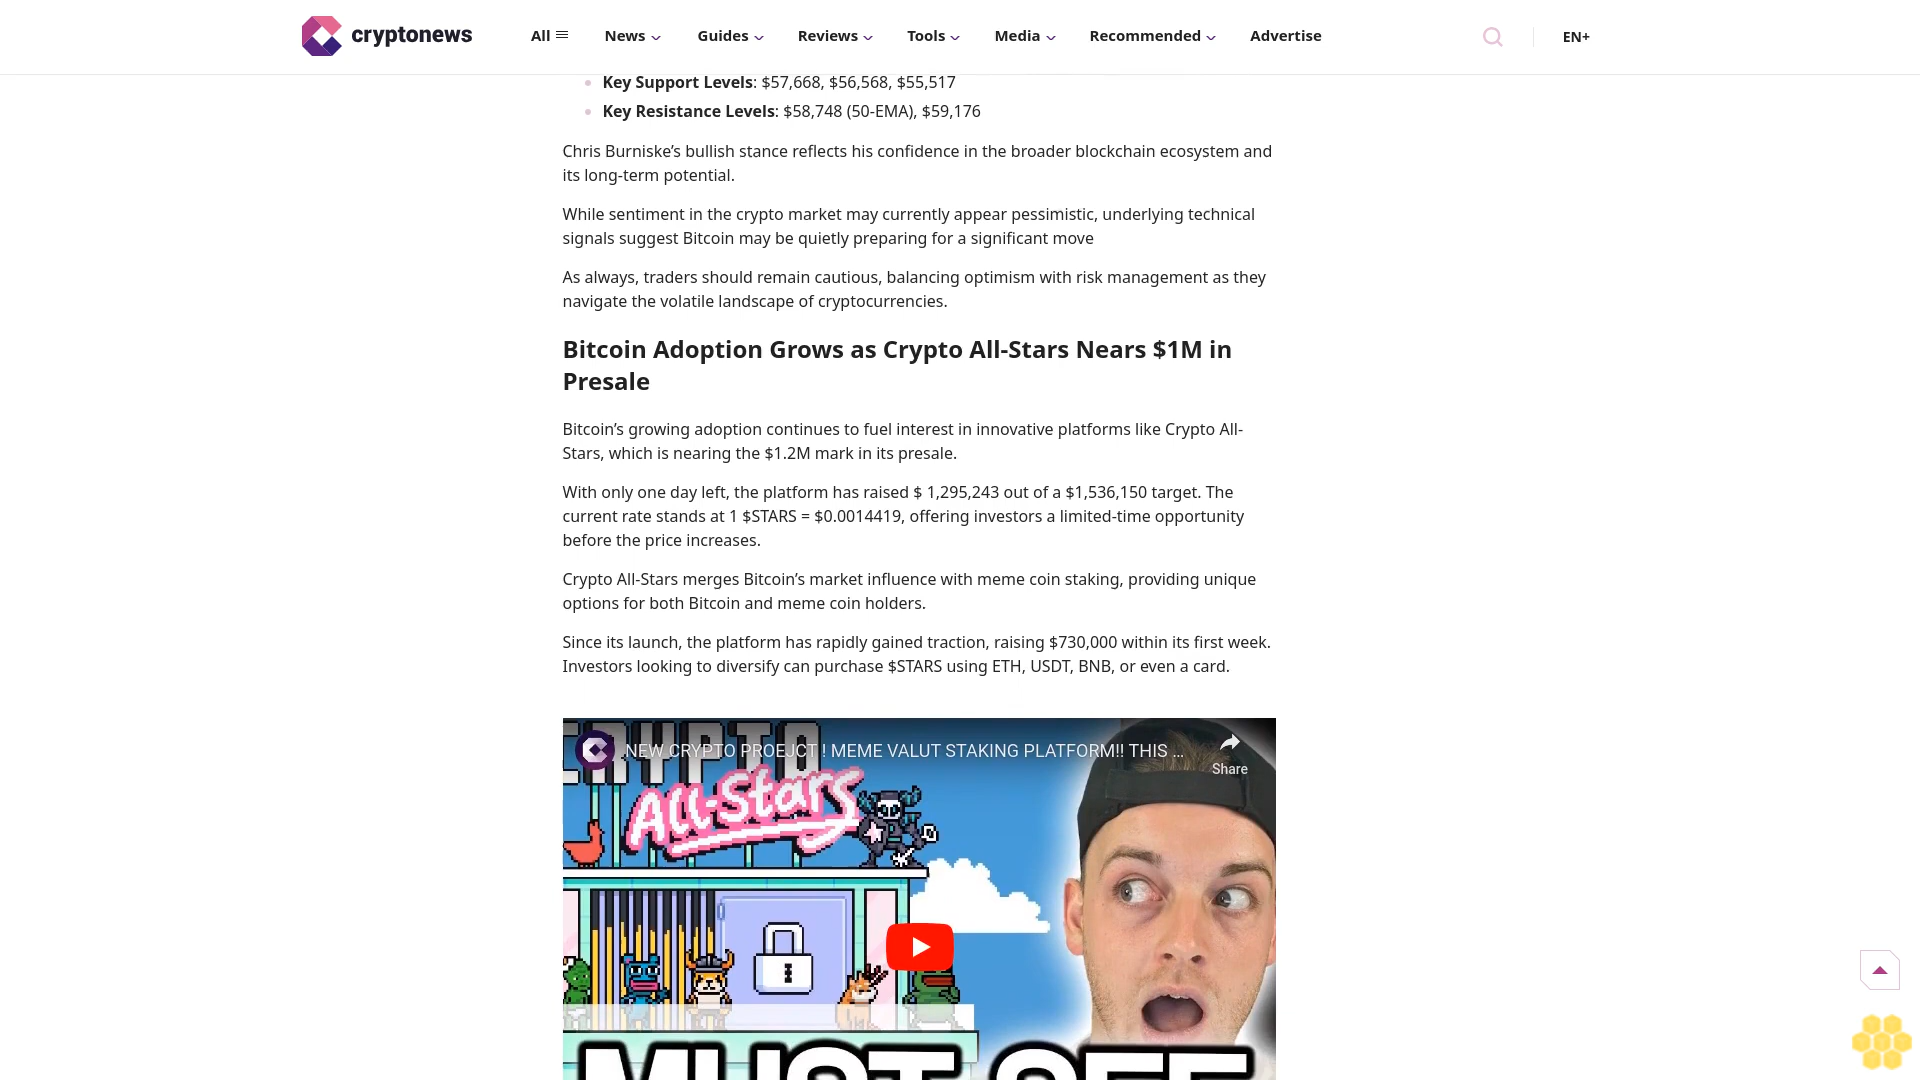 cryptonews
All
News
Guides
Reviews
Tools
Media
Recommended
Advertise
EN+
Key Support Levels: $57,668, $56,568, $55,517
Key Resistance Levels: $58,748 (50-EMA), $59,176
Chris Burniske’s bullish stance reflects his confidence in the broader blockchain ecosystem and
its long-term potential.
While sentiment in the crypto market may currently appear pessimistic, underlying technical
signals suggest Bitcoin may be quietly preparing for a significant move
As always, traders should remain cautious, balancing optimism with risk management as they
navigate the volatile landscape of cryptocurrencies.
Bitcoin Adoption Grows as Crypto All-Stars Nears $1M in
Presale
Bitcoin’s growing adoption continues to fuel interest in innovative platforms like Crypto All-
Stars, which is nearing the $1.2M mark in its presale.
With only one day left, the platform has raised $ 1,295,243 out of a $1,536,150 target. The
current rate stands at 1 $STARS = $0.0014419, offering investors a limited-time opportunity
before the price increases.
Crypto All-Stars merges Bitcoin’s market influence with meme coin staking, providing unique
options for both Bitcoin and meme coin holders.
Since its launch, the platform has rapidly gained traction, raising $730,000 within its first week.
Investors looking to diversify can purchase $STARS using ETH, USDT, BNB, or even a card.
CRYPTO
NEW CRYPTO PROEJCT ! MEME VALUT STAKING PLATFORM!! THIS ...
Share
All-Stars
MUST SEE